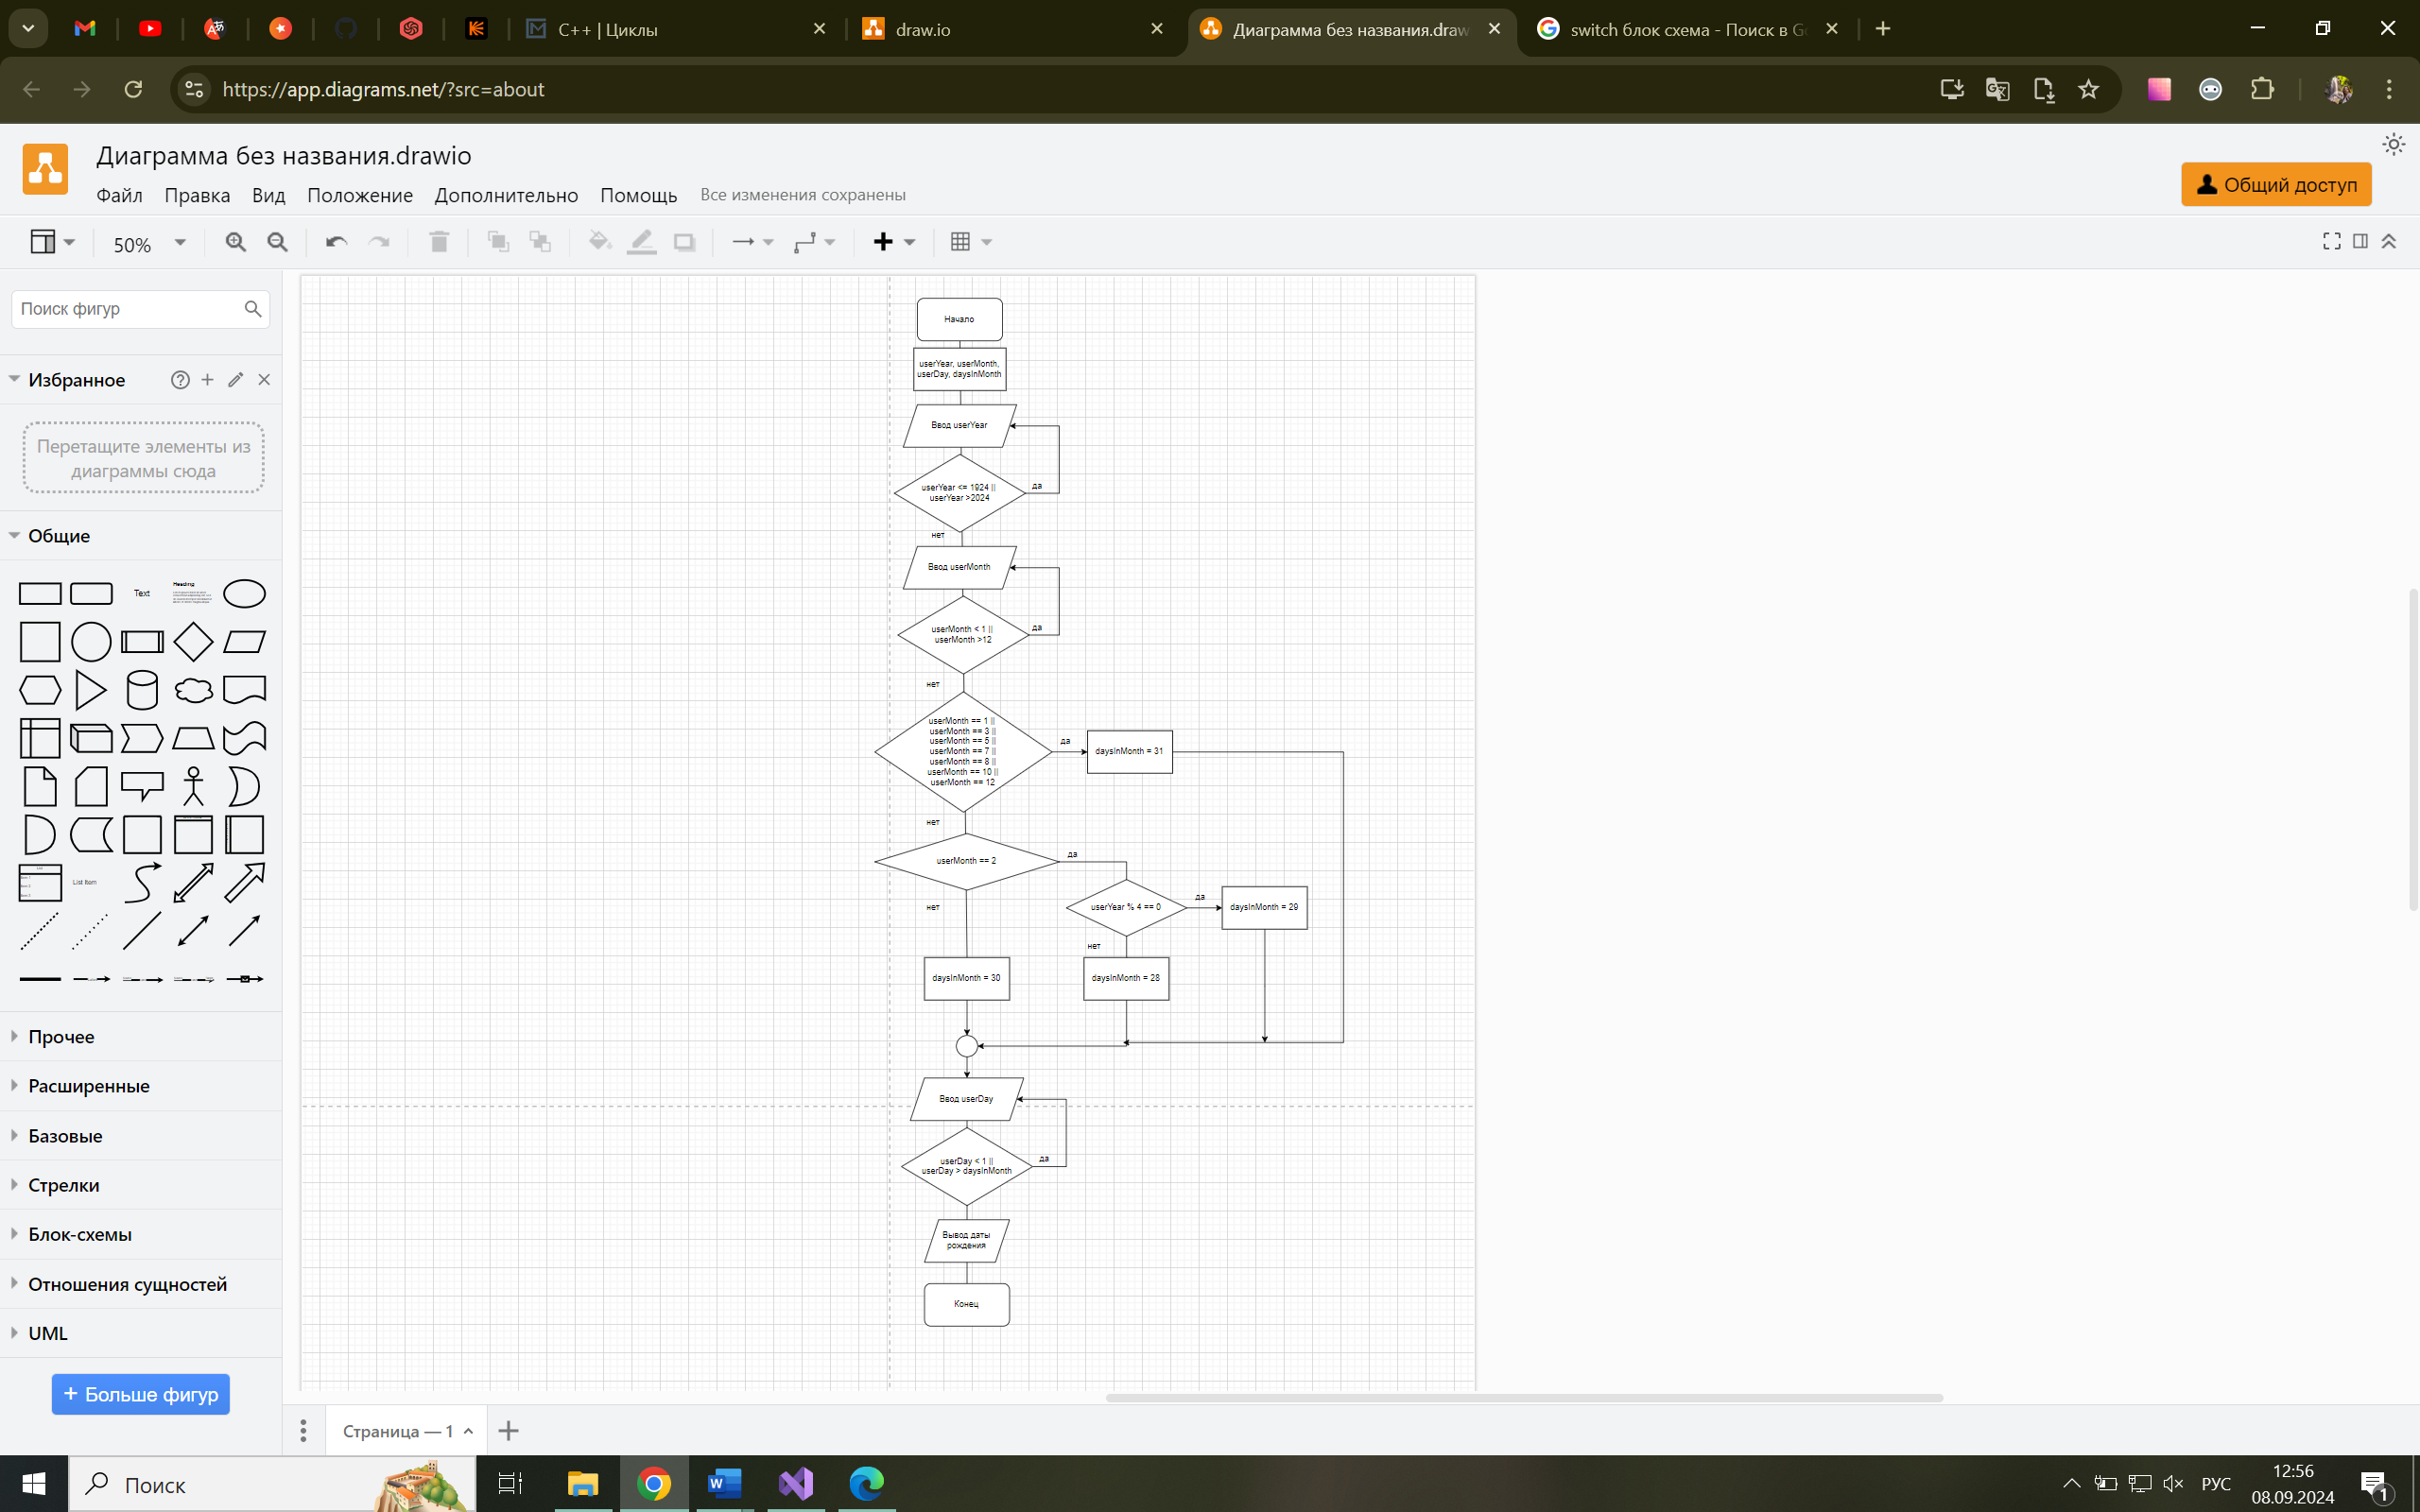 C++ | Циклы
draw.io
Диаграмма без названия.draw
switch блок схема - Поиск в Go
https://app.diagrams.net/?src=about
Диаграмма без названия.drawio
Файл Правка Вид Положение Дополнительно Помощь Все изменения сохранены
Общий доступ
50%
Поиск фигур
Избранное
Перетащите элементы из
диаграммы сюда
Общие
Text
Heading
List Item
Прочее
Расширенные
Базовые
Стрелки
Блок-схемы
Отношения сущностей
UML
+ Больше фигур
Начало
userYear, userMonth,
userDay, daysInMonth
Ввод userYear
userYear <= 1924 ||
userYear >2024
да
нет
Ввод userMonth
userMonth < 1 ||
userMonth >12
да
нет
userMonth == 1 ||
userMonth == 3 ||
userMonth == 5 ||
userMonth == 7 ||
userMonth == 8 ||
userMonth == 10 ||
userMonth == 12
да
daysInMonth = 31
нет
userMonth == 2
да
userYear % 4 == 0
да
daysInMonth = 29
нет
нет
daysInMonth = 30
daysInMonth = 28
Ввод userDay
userDay < 1 ||
userDay > daysInMonth
да
Вывод даты
рождения
Конец
Страница — 1
Поиск
РУС
12:56
08.09.2024
1